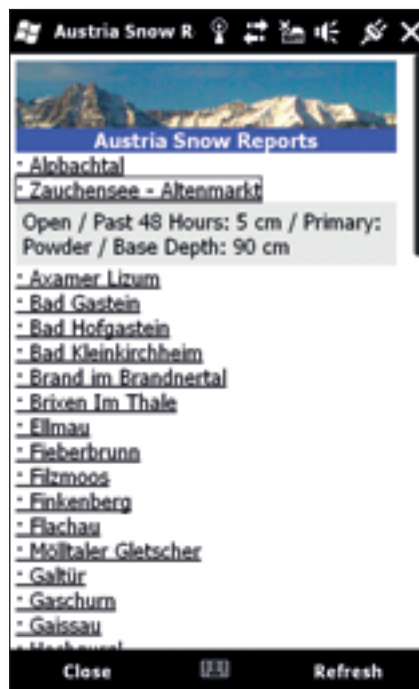 Austria Snow R
Austria Snow Reports
· Alpbachtal
· Zauchensee - Altenmarkt
Open / Past 48 Hours: 5 cm / Primary:
Powder / Base Depth: 90 cm
· Axamer Lizum
· Bad Gastein
· Bad Hofgastein
· Bad Kleinkirchheim
· Brand im Brandnertal
· Brixen Im Thale
· Ellmau
· Fieberbrunn
· Filzmoos
· Finkenberg
· Flachau
· Mölltaler Gletscher
· Galtür
· Gaschurn
· Gaissau
Close
Refresh